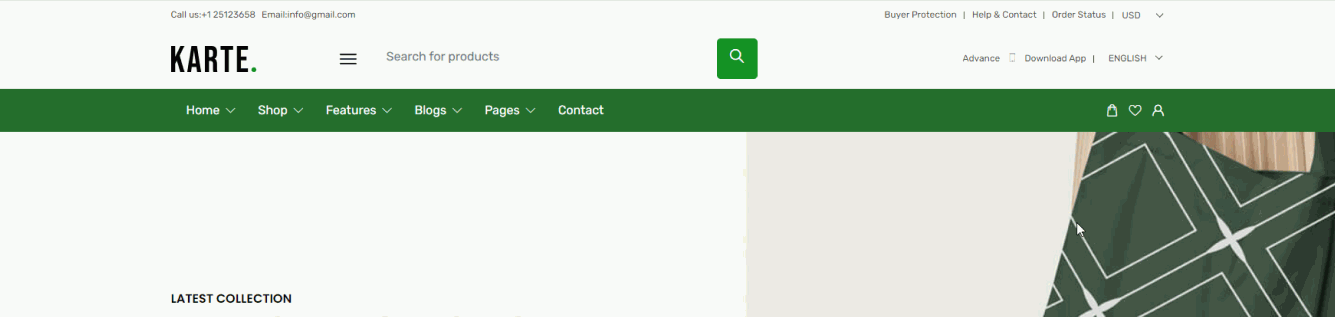 Call us:+1 25123658 Email:info@gmail.com Buyer Protection | Help & Contact | Order Status | USD
KARTE. Search for products Advance Download App | ENGLISH
Home Shop Features Blogs Pages Contact
LATEST COLLECTION